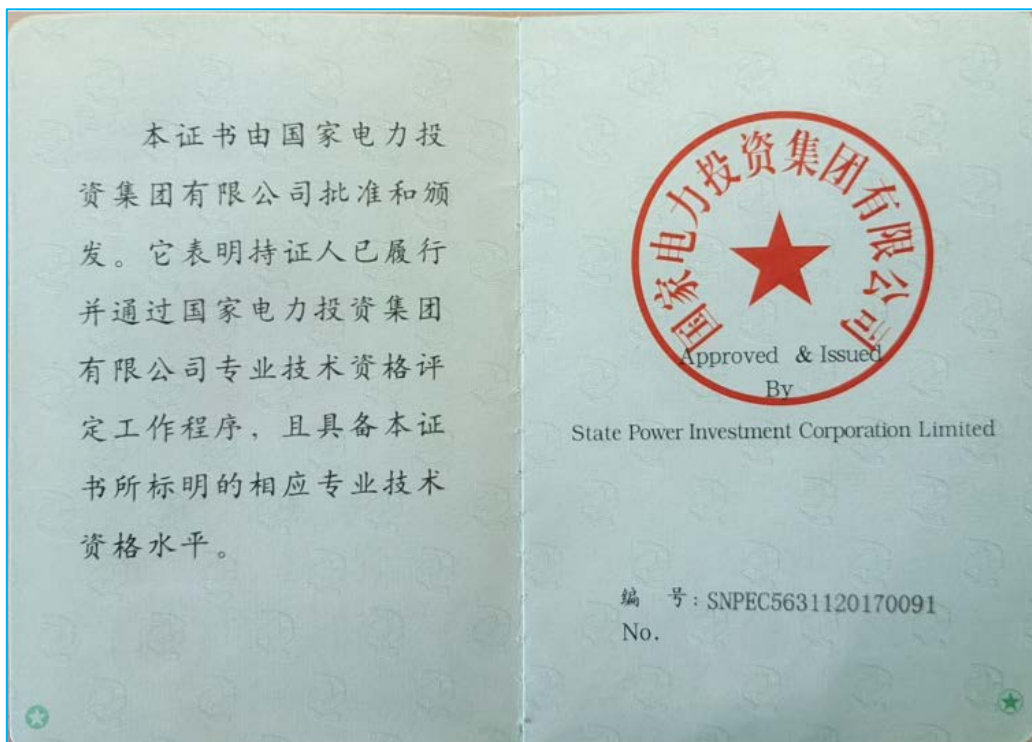 本证书由国家电力投
资集团有限公司批准和颁
发。它表明持证人已履行
并通过国家电力投资集团
有限公司专业技术资格评
定工作程序，且具备本证
书所标明的相应专业技术
资格水平。
国家电力投资集团有限公司
Approved & Issued
By
State Power Investment Corporation Limited
编 号：SNPEC5631120170091
No.